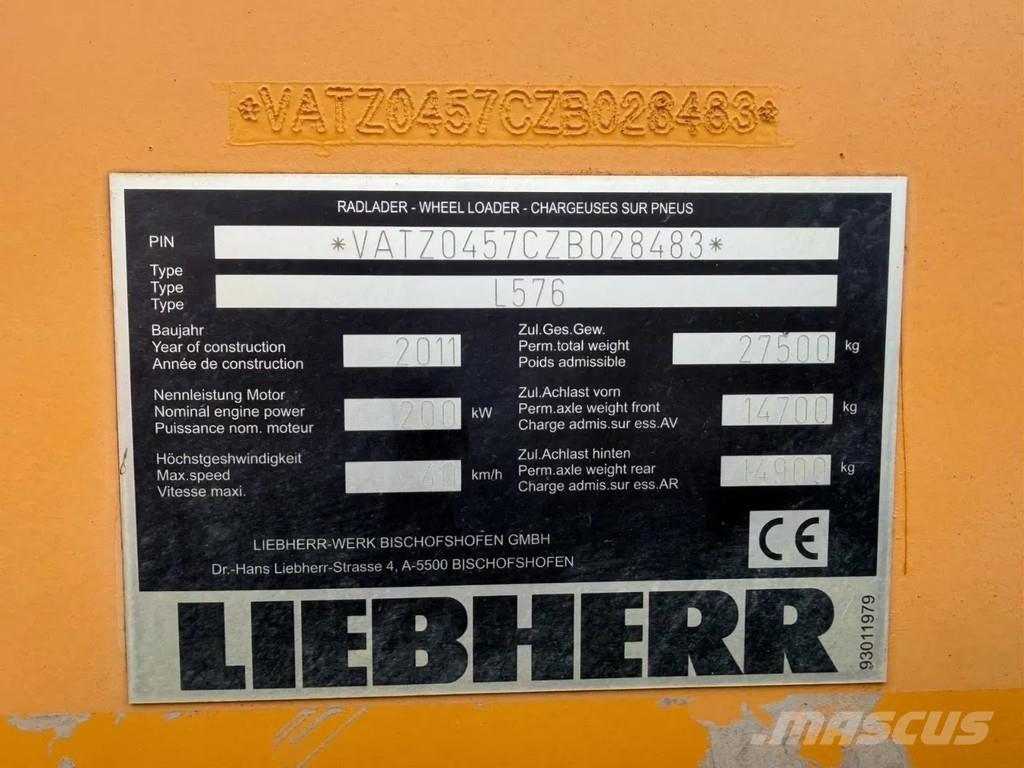 *VATZ0457CZB028483*
RADLADER - WHEEL LOADER - CHARGEUSES SUR PNEUS
PIN *VATZ0457CZB028483*
Type
Type L576
Type
Baujahr
Year of construction 2011
Année de construction
Zul.Ges.Gew.
Perm.total weight 27500 kg
Poids admissible
Nennleistung Motor
Nominál engine power 200 kW
Puissance nom. moteur
Zul.Achlast vorn
Perm.axle weight front 14700 kg
Charge admis.sur ess.AV
Höchstgeshwindigkeit
Max.speed 40 km/h
Vitesse maxi.
Zul.Achlast hinten
Perm.axle weight rear 14900 kg
Charge admis.sur ess.AR
LIEBHERR-WERK BISCHOFSHOFEN GMBH
Dr.-Hans Liebherr-Strasse 4, A-5500 BISCHOFSHOFEN
CE
LIEBHERR
93011979
MASCUS